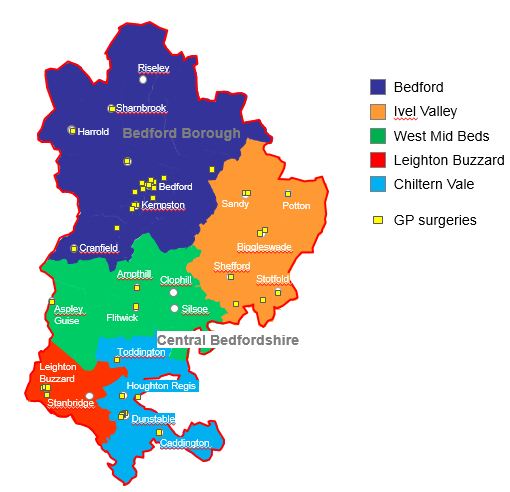 Riseley
Sharnbrook
Harrold
Bedford Borough
Bedford
Kempston
Cranfield
Sandy
Potton
Biggleswade
Shefford
Stotfold
Ampthill
Clophill
Aspley
Guise
Flitwick
Silsoe
Central Bedfordshire
Toddington
Leighton
Buzzard
Houghton Regis
Stanbridge
Dunstable
Caddington
Bedford
Ivel Valley
West Mid Beds
Leighton Buzzard
Chiltern Vale
GP surgeries